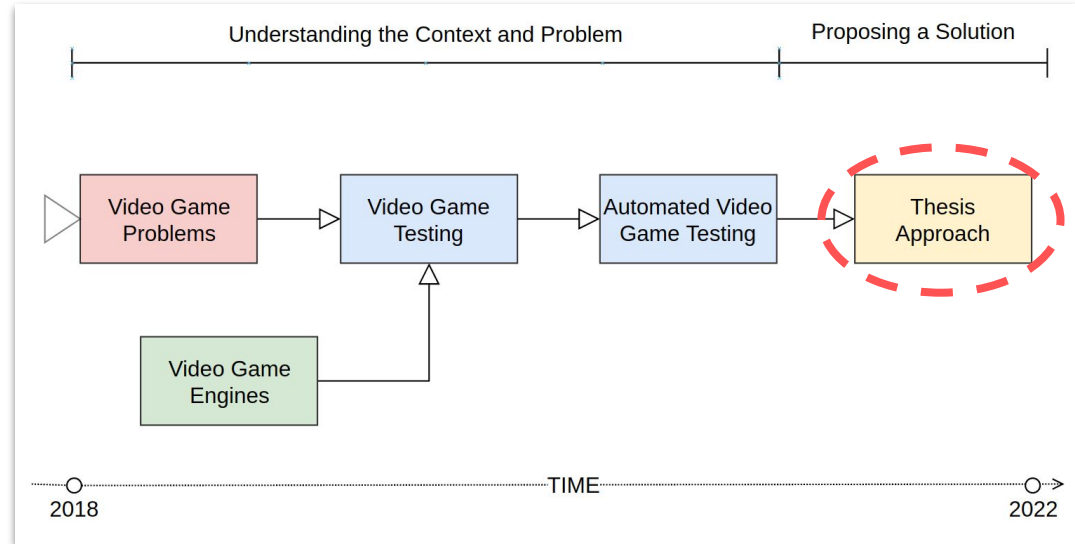 Understanding the Context and Problem
Proposing a Solution
Video Game
Problems
Video Game
Testing
Automated Video
Game Testing
Thesis
Approach
Video Game
Engines
TIME
2018
2022